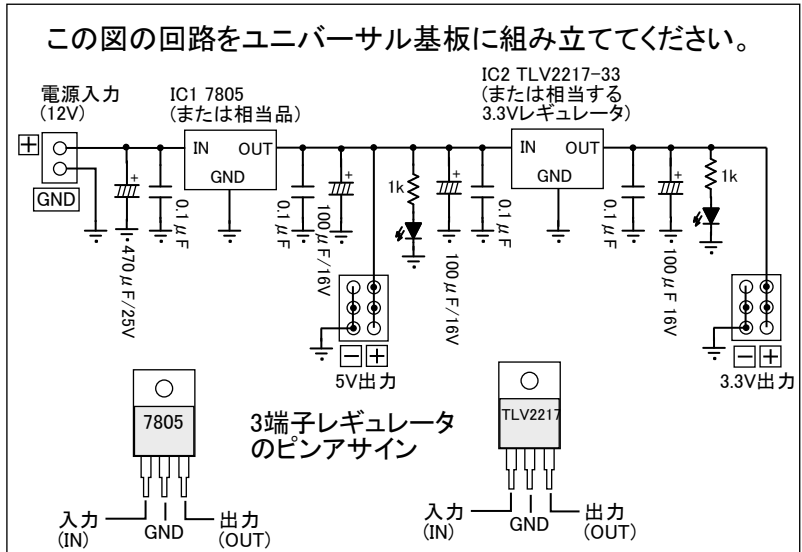 この図の回路をユニバーサル基板に組み立ててください。
電源入力
(12V)
IC1 7805
(または相当品)
IC2 TLV2217-33
(または相当する
3.3Vレギュレータ)
+
GND
IN OUT
GND
IN OUT
GND
+
470μF/25V
0.1μF
0.1μF
+
100μF/16V
1k
+
100μF/16V
0.1μF
0.1μF
+
100μF 16V
1k
− +
5V出力
− +
3.3V出力
7805
3端子レギュレータ
のピンアサイン
TLV2217
入力
(IN)
GND
出力
(OUT)
入力
(IN)
GND
出力
(OUT)